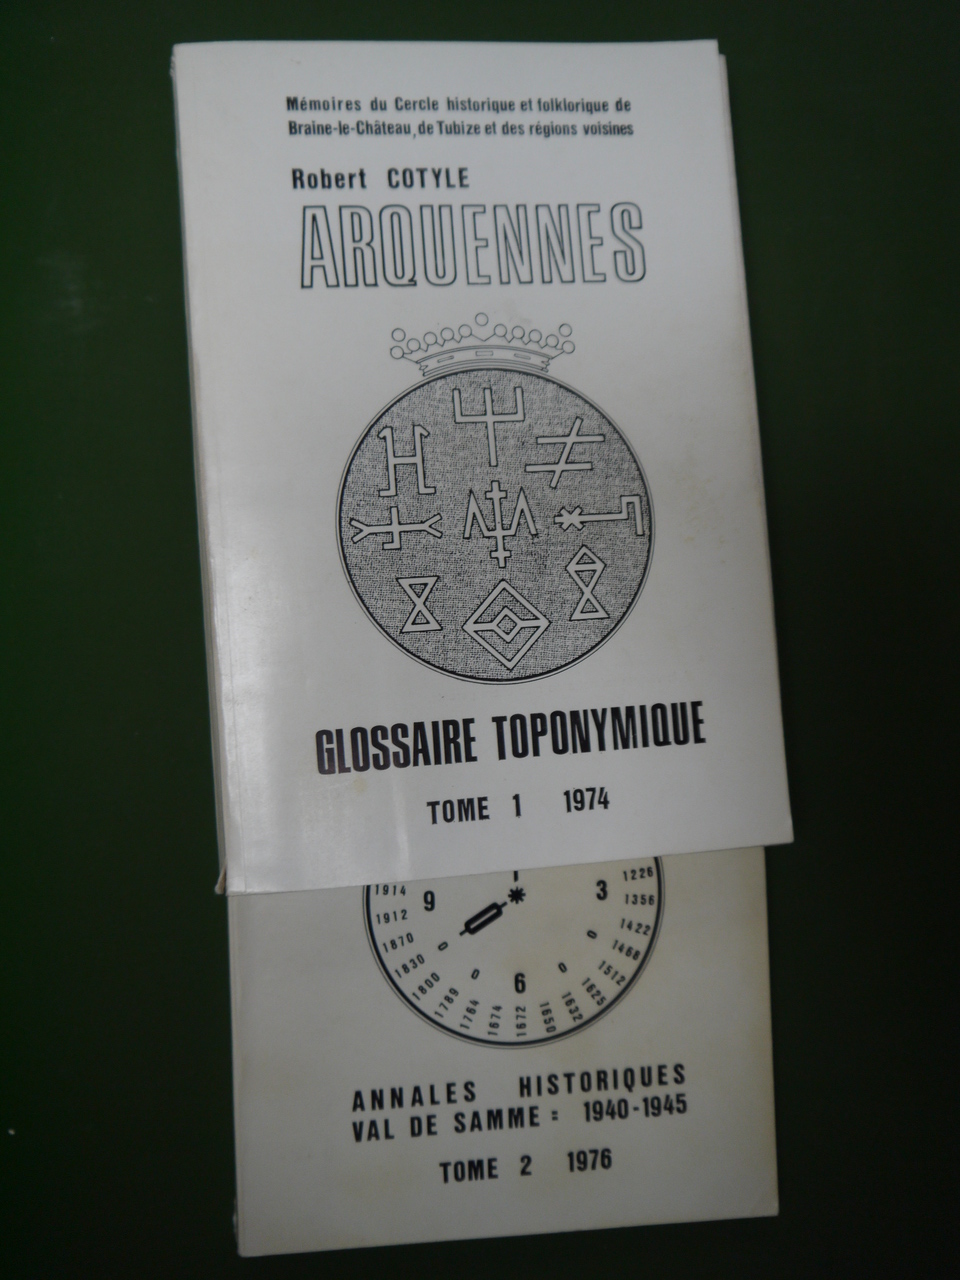 Mémoires du Cercle historique et folklorique de
Braine-le-Château, de Tubize et des régions voisines
Robert COTYLE
ARQUENNES
GLOSSAIRE TOPONYMIQUE
TOME 1 1974
1914
1912
1870
1830
1800
1789
1764
1674
1672
1650
1632
1625
1512
1468
1422
1356
1226
9
3
6
ANNALES HISTORIQUES
VAL DE SAMME : 1940-1945
TOME 2 1976